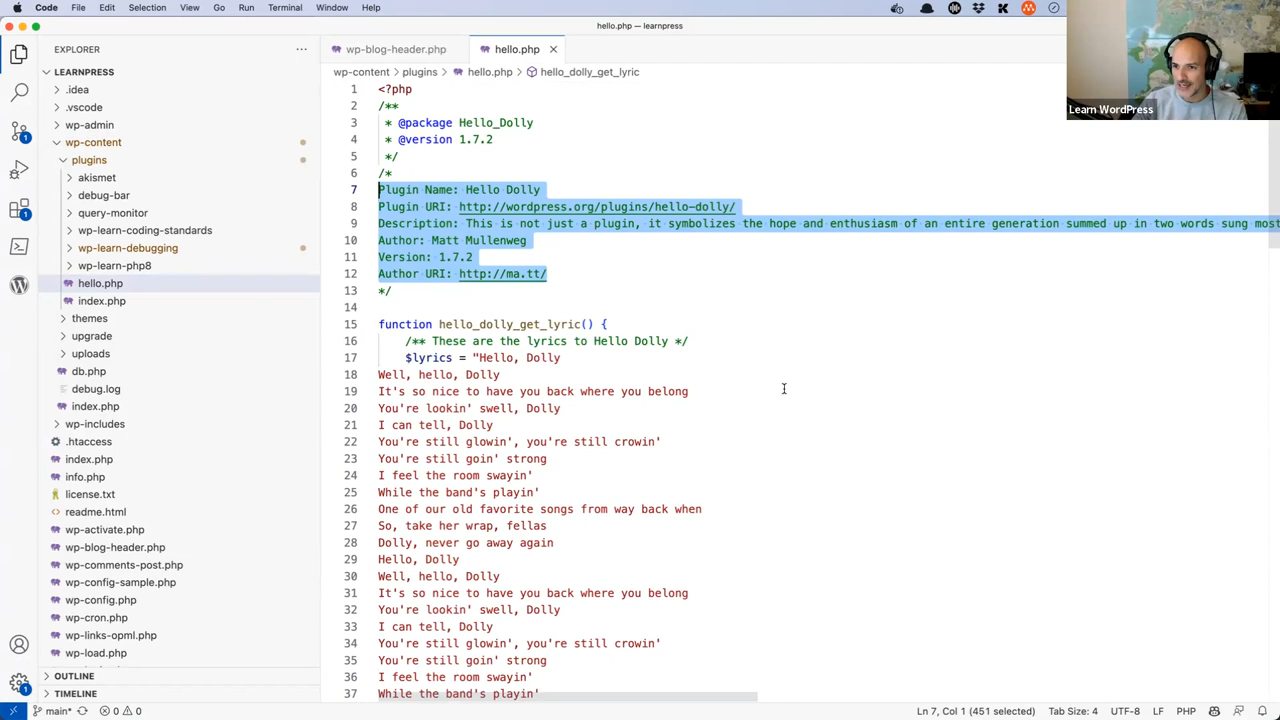 Code File Edit Selection View Go Run Terminal Window Help
hello.php — learnpress
EXPLORER
wp-blog-header.php
hello.php
LEARNPRESS
.idea
.vscode
wp-admin
wp-content
plugins
akismet
debug-bar
query-monitor
wp-learn-coding-standards
wp-learn-debugging
wp-learn-php8
hello.php
index.php
themes
upgrade
uploads
db.php
debug.log
index.php
wp-includes
.htaccess
index.php
info.php
license.txt
readme.html
wp-activate.php
wp-blog-header.php
wp-comments-post.php
wp-config-sample.php
wp-config.php
wp-cron.php
wp-links-opml.php
wp-load.php
OUTLINE
TIMELINE
wp-content > plugins > hello.php > hello_dolly_get_lyric
1 <?php
2 /**
3 * @package Hello_Dolly
4 * @version 1.7.2
5 */
6 /*
7 Plugin Name: Hello Dolly
8 Plugin URI: http://wordpress.org/plugins/hello-dolly/
9 Description: This is not just a plugin, it symbolizes the hope and enthusiasm of an entire generation summed up in two words sung most
10 Author: Matt Mullenweg
11 Version: 1.7.2
12 Author URI: http://ma.tt/
13 */
14
15 function hello_dolly_get_lyric() {
16 /** These are the lyrics to Hello Dolly */
17 $lyrics = "Hello, Dolly
18 Well, hello, Dolly
19 It's so nice to have you back where you belong
20 You're lookin' swell, Dolly
21 I can tell, Dolly
22 You're still glowin', you're still crowin'
23 You're still goin' strong
24 I feel the room swayin'
25 While the band's playin'
26 One of our old favorite songs from way back when
27 So, take her wrap, fellas
28 Dolly, never go away again
29 Hello, Dolly
30 Well, hello, Dolly
31 It's so nice to have you back where you belong
32 You're lookin' swell, Dolly
33 I can tell, Dolly
34 You're still glowin', you're still crowin'
35 You're still goin' strong
36 I feel the room swayin'
37 While the band's playin'
Learn WordPress
1
1
1
main* 0 0 Ln 7, Col 1 (451 selected) Tab Size: 4 UTF-8 LF PHP